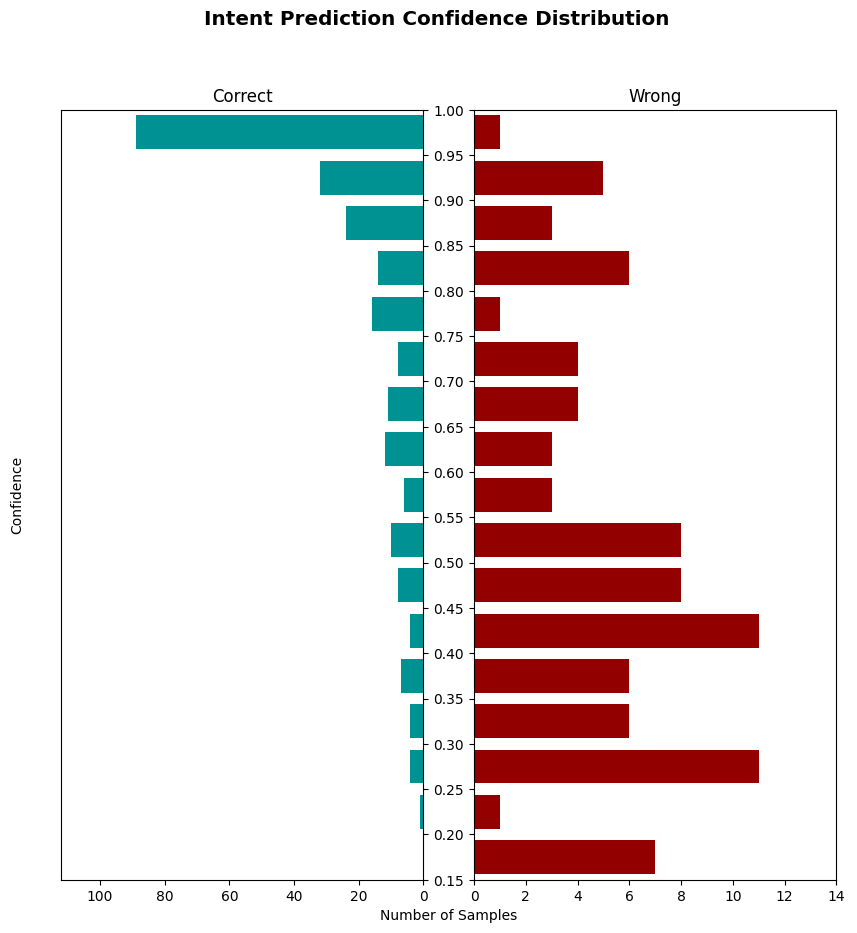 Intent Prediction Confidence Distribution
Correct
Wrong
1.00
0.95
0.90
0.85
0.80
0.75
0.70
0.65
0.60
0.55
0.50
0.45
0.40
0.35
0.30
0.25
0.20
0.15
Confidence
100 80 60 40 20 0
0 2 4 6 8 10 12 14
Number of Samples